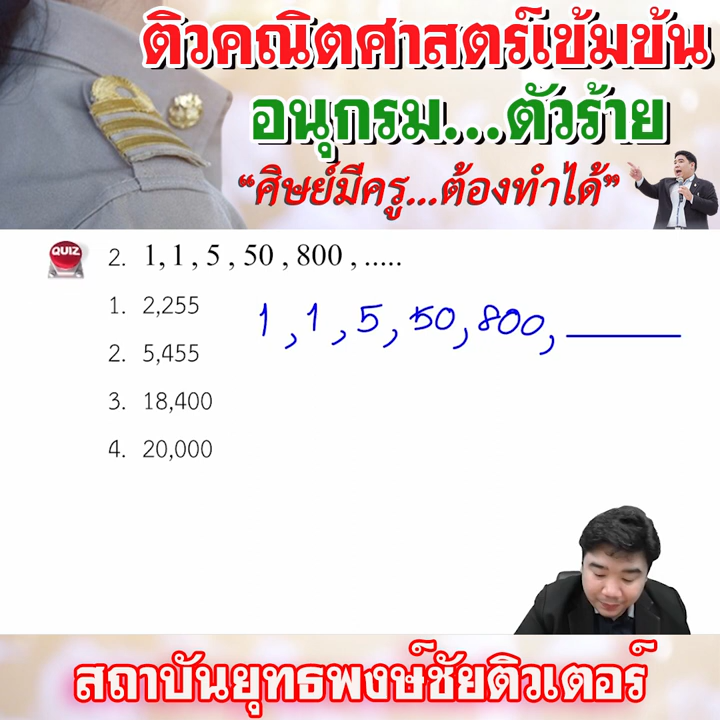 ติวคณิตศาสตร์เข้มข้น
อนุกรม...ตัวร้าย
“ศิษย์มีครู...ต้องทำได้”
QUIZ
2. 1, 1 , 5 , 50 , 800 , .....
1. 2,255
2. 5,455
3. 18,400
4. 20,000
1 , 1 , 5 , 50 , 800 , ______
สถาบันยุทธพงษ์ชัยติวเตอร์